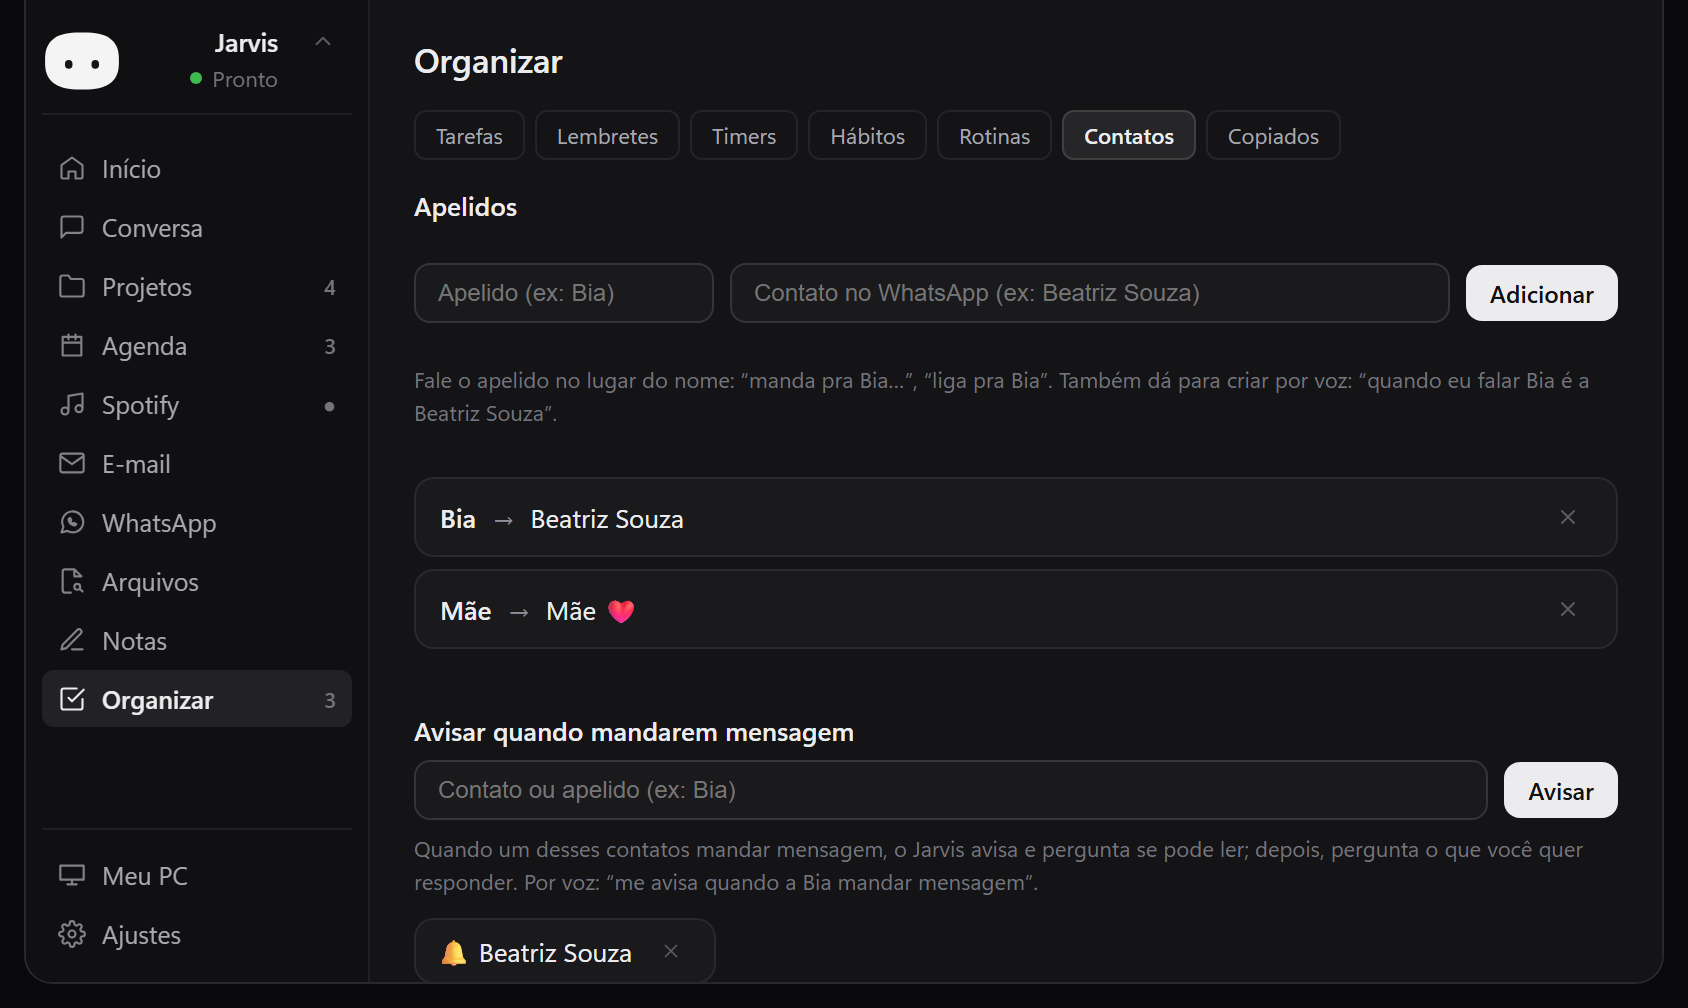 Jarvis
Pronto
Início
Conversa
Projetos 4
Agenda 3
Spotify
E-mail
WhatsApp
Arquivos
Notas
Organizar 3
Meu PC
Ajustes
Organizar
Tarefas Lembretes Timers Hábitos Rotinas Contatos Copiados
Apelidos
Apelido (ex: Bia) Contato no WhatsApp (ex: Beatriz Souza) Adicionar
Fale o apelido no lugar do nome: “manda pra Bia…”, “liga pra Bia”. Também dá para criar por voz: “quando eu falar Bia é a
Beatriz Souza”.
Bia → Beatriz Souza
Mãe → Mãe 💗
Avisar quando mandarem mensagem
Contato ou apelido (ex: Bia) Avisar
Quando um desses contatos mandar mensagem, o Jarvis avisa e pergunta se pode ler; depois, pergunta o que você quer
responder. Por voz: “me avisa quando a Bia mandar mensagem”.
🔔 Beatriz Souza